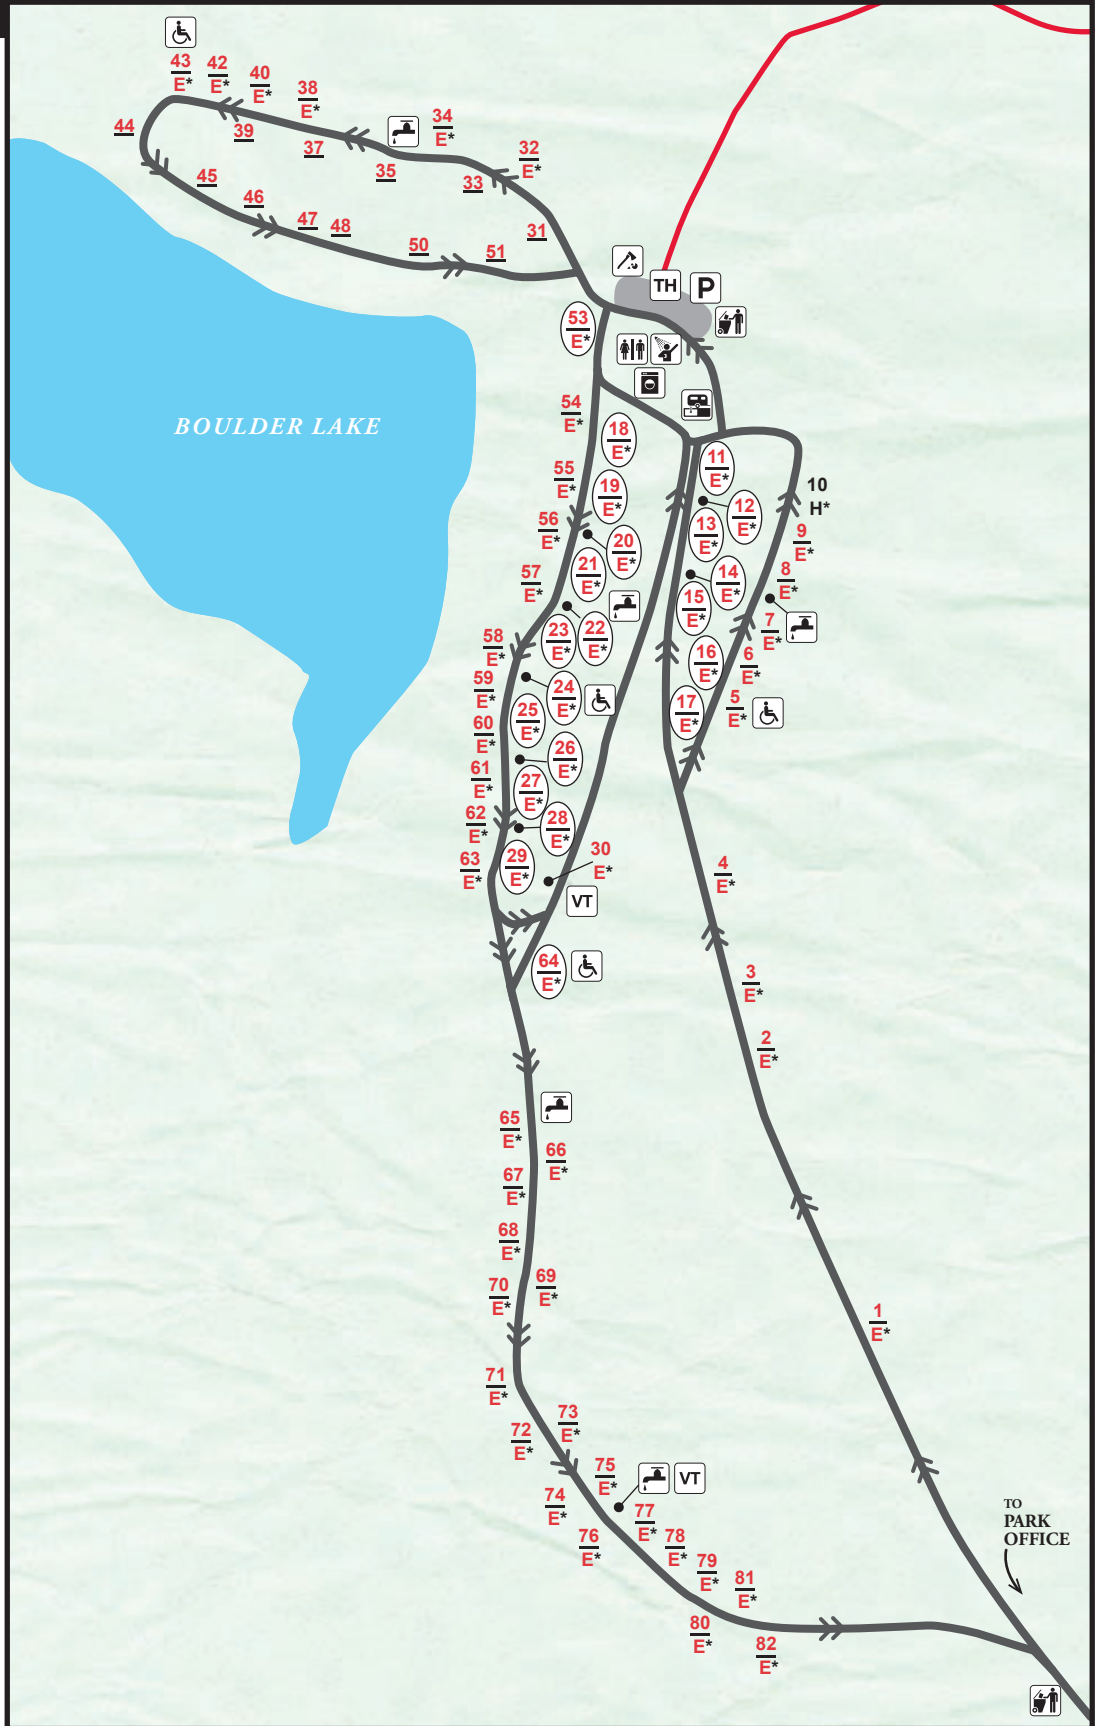 43 42 40 38
E* E* E* E*
34
E*
44 39 37 35 33
32
E*
45 46 47 48 50 51 31
TH P
53
E*
BOULDER LAKE
54
E*
18
E*
11
E*
55
E*
19
E*
12
E*
10
H*
56
E*
20
E*
13
E*
9
E*
57
E*
21
E*
14
E*
8
E*
58
E*
23
E*
22
E*
15
E*
7
E*
59
E*
24
E*
16
E*
6
E*
60
E*
25
E*
17
E*
5
E*
61
E*
26
E*
27
E*
62
E*
28
E*
63
E*
29
E*
30
E*
4
E*
VT
64
E*
3
E*
2
E*
65
E*
66
E*
67
E*
68
E*
69
E*
70
E*
1
E*
71
E*
72
E*
73
E*
74
E*
75
E*
VT
76
E*
77
E*
78
E*
79
E*
81
E*
80
E*
82
E*
TO
PARK
OFFICE